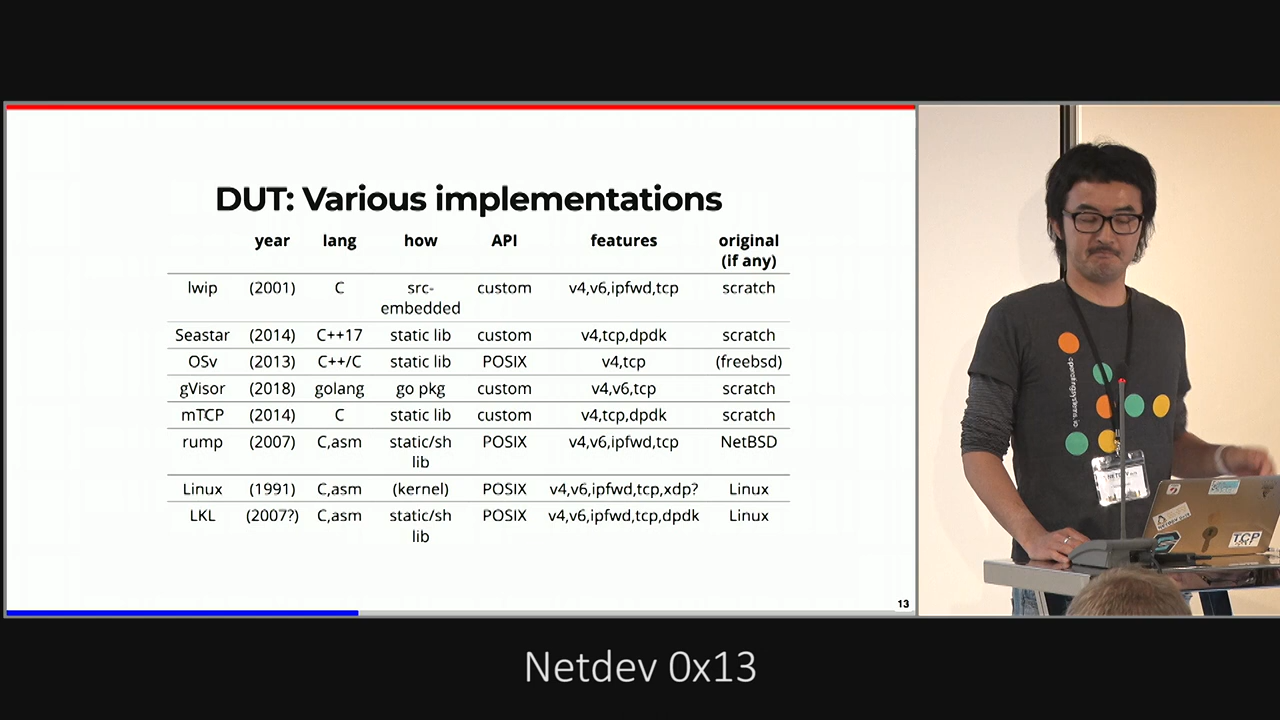 DUT: Various implementations
year lang how API features original (if any)
lwip (2001) C src-embedded custom v4,v6,ipfwd,tcp scratch
Seastar (2014) C++17 static lib custom v4,tcp,dpdk scratch
OSv (2013) C++/C static lib POSIX v4,tcp (freebsd)
gVisor (2018) golang go pkg custom v4,v6,tcp scratch
mTCP (2014) C static lib custom v4,tcp,dpdk scratch
rump (2007) C,asm static/sh lib POSIX v4,v6,ipfwd,tcp NetBSD
Linux (1991) C,asm (kernel) POSIX v4,v6,ipfwd,tcp,xdp? Linux
LKL (2007?) C,asm static/sh lib POSIX v4,v6,ipfwd,tcp,dpdk Linux
13
operatingsystems.io
TCP
Netdev 0x13